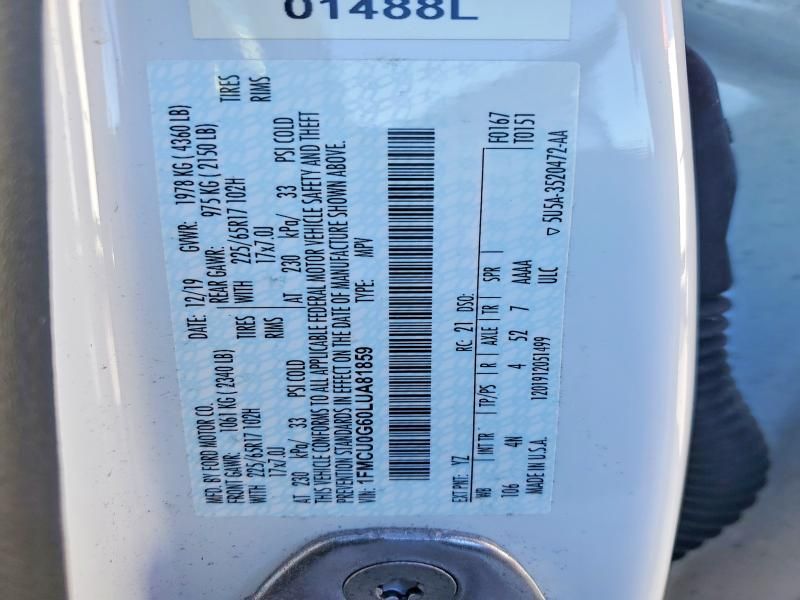 01488L
MFD. BY FORD MOTOR CO. DATE: 12/19 GVWR: 1978 KG ( 4360 LB)
FRONT GAWR: 1061 KG ( 2340 LB) REAR GAWR: 975 KG ( 2150 LB)
WITH 225/65R17 102H TIRES WITH 225/65R17 102H TIRES
17x7.0J RIMS 17x7.0J RIMS
AT 230 kPa/ 33 PSI COLD AT 230 kPa/ 33 PSI COLD
THIS VEHICLE CONFORMS TO ALL APPLICABLE FEDERAL MOTOR VEHICLE SAFETY AND THEFT
PREVENTION STANDARDS IN EFFECT ON THE DATE OF MANUFACTURE SHOWN ABOVE.
VIN: 1FMCU0G60LUA81859 TYPE: MPV
F0167
EXT PNT: YZ RC: 21 DSO: T0151
WB INT TR TP/PS R AXLE TR SPR
T06 4N 4 52 7 AAAA
MADE IN U.S.A. 1201912051499 ULC
▽ 5U5A-3520472-AA